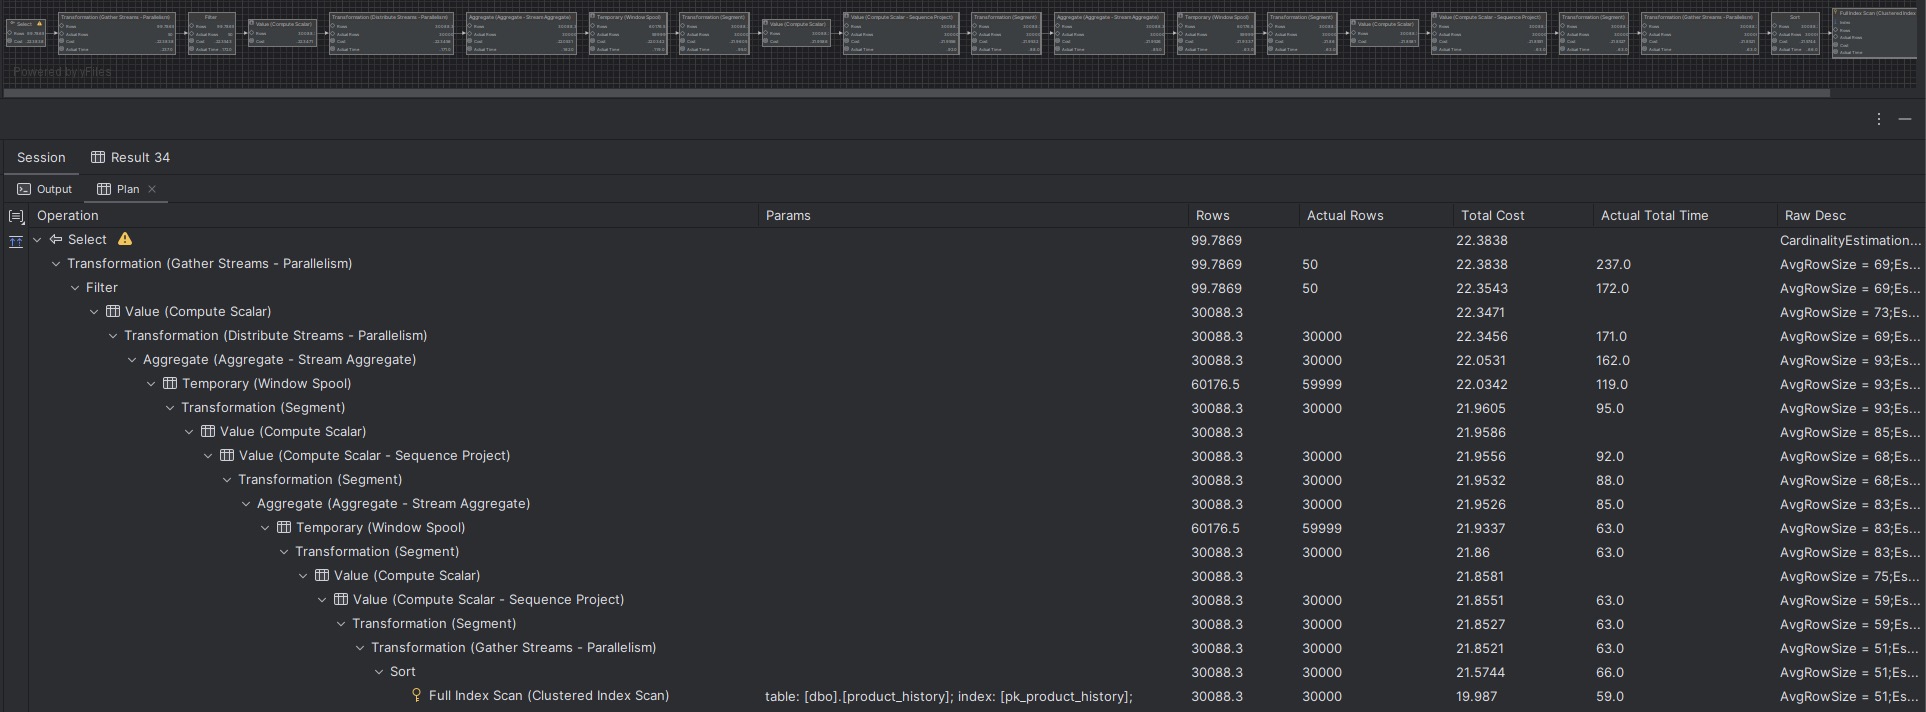 Powered by yFiles
Session Result 34
Output Plan
Operation Params Rows Actual Rows Total Cost Actual Total Time Raw Desc
Select 99.7869 22.3838 CardinalityEstimation...
Transformation (Gather Streams - Parallelism) 99.7869 50 22.3838 237.0 AvgRowSize = 69;Es...
Filter 99.7869 50 22.3543 172.0 AvgRowSize = 69;Es...
Value (Compute Scalar) 30088.3 22.3471 AvgRowSize = 73;Es...
Transformation (Distribute Streams - Parallelism) 30088.3 30000 22.3456 171.0 AvgRowSize = 69;Es...
Aggregate (Aggregate - Stream Aggregate) 30088.3 30000 22.0531 162.0 AvgRowSize = 93;Es...
Temporary (Window Spool) 60176.5 59999 22.0342 119.0 AvgRowSize = 93;Es...
Transformation (Segment) 30088.3 30000 21.9605 95.0 AvgRowSize = 93;Es...
Value (Compute Scalar) 30088.3 21.9586 AvgRowSize = 85;Es...
Value (Compute Scalar - Sequence Project) 30088.3 30000 21.9556 92.0 AvgRowSize = 68;Es...
Transformation (Segment) 30088.3 30000 21.9532 88.0 AvgRowSize = 68;Es...
Aggregate (Aggregate - Stream Aggregate) 30088.3 30000 21.9526 85.0 AvgRowSize = 83;Es...
Temporary (Window Spool) 60176.5 59999 21.9337 63.0 AvgRowSize = 83;Es...
Transformation (Segment) 30088.3 30000 21.86 63.0 AvgRowSize = 83;Es...
Value (Compute Scalar) 30088.3 21.8581 AvgRowSize = 75;Es...
Value (Compute Scalar - Sequence Project) 30088.3 30000 21.8551 63.0 AvgRowSize = 59;Es...
Transformation (Segment) 30088.3 30000 21.8527 63.0 AvgRowSize = 59;Es...
Transformation (Gather Streams - Parallelism) 30088.3 30000 21.8521 63.0 AvgRowSize = 51;Es...
Sort 30088.3 30000 21.5744 66.0 AvgRowSize = 51;Es...
Full Index Scan (Clustered Index Scan) table: [dbo].[product_history]; index: [pk_product_history]; 30088.3 30000 19.987 59.0 AvgRowSize = 51;Es...